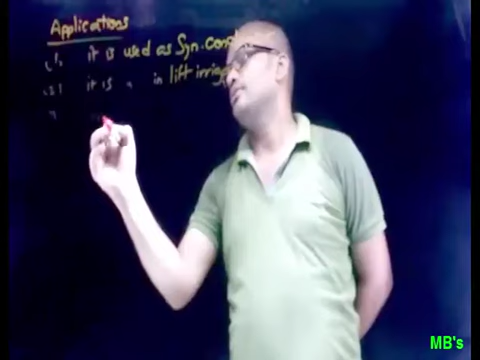 Applications
(1) it is used as Syn. con
(2) it is " in lift irrig
"
MB's